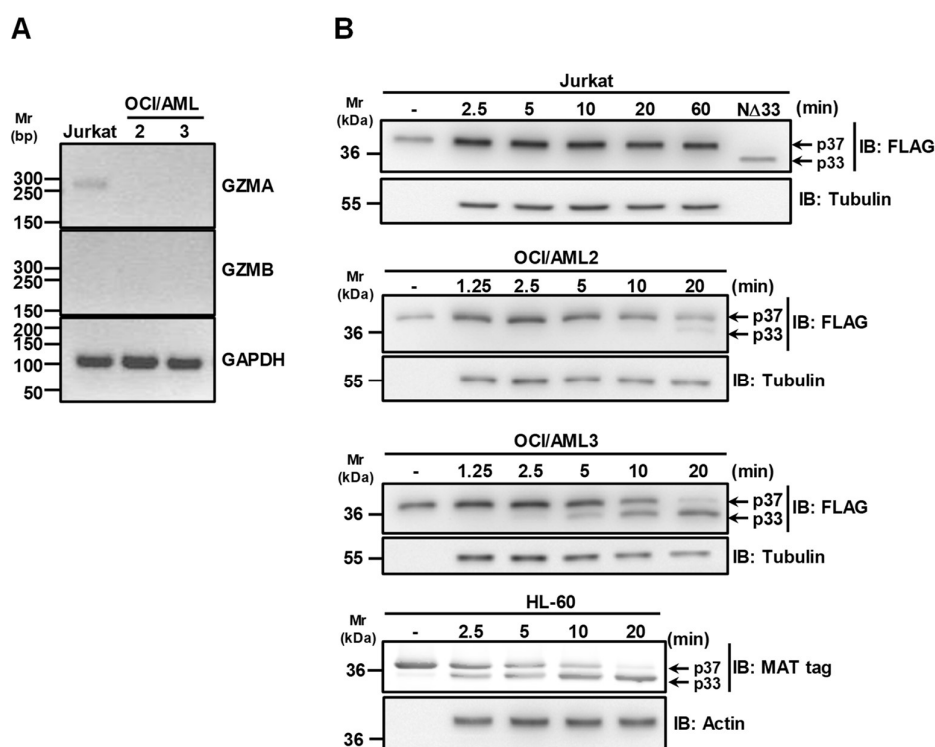 A
OCI/AML
Mr
(bp)
Jurkat 2 3
300
250
150
GZMA
300
250
150
GZMB
200
150
100
50
GAPDH
B
Jurkat
Mr
(kDa)
- 2.5 5 10 20 60 NΔ33 (min)
36
p37
p33
IB: FLAG
55
IB: Tubulin
OCI/AML2
Mr
(kDa)
- 1.25 2.5 5 10 20 (min)
36
p37
p33
IB: FLAG
55
IB: Tubulin
OCI/AML3
Mr
(kDa)
- 1.25 2.5 5 10 20 (min)
36
p37
p33
IB: FLAG
55
IB: Tubulin
HL-60
Mr
(kDa)
- 2.5 5 10 20 (min)
36
p37
p33
IB: MAT tag
IB: Actin
36